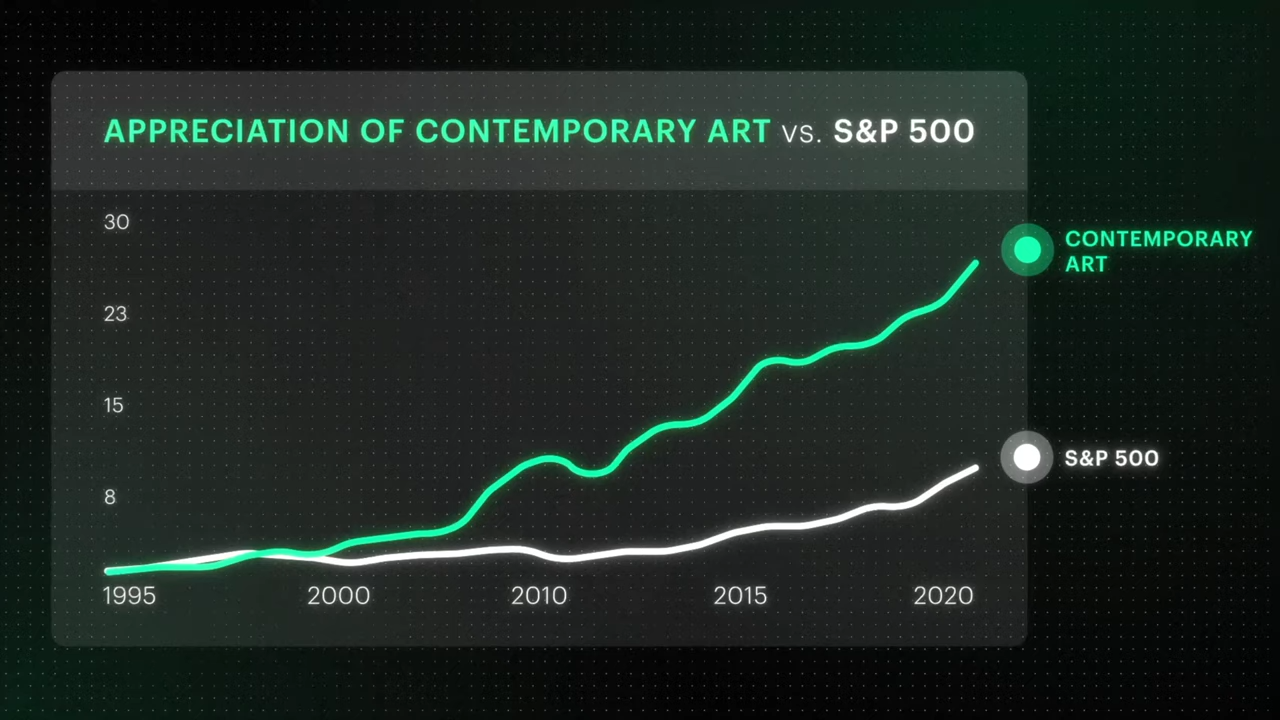 APPRECIATION OF CONTEMPORARY ART vs. S&P 500
30
CONTEMPORARY
ART
23
15
S&P 500
8
1995 2000 2010 2015 2020